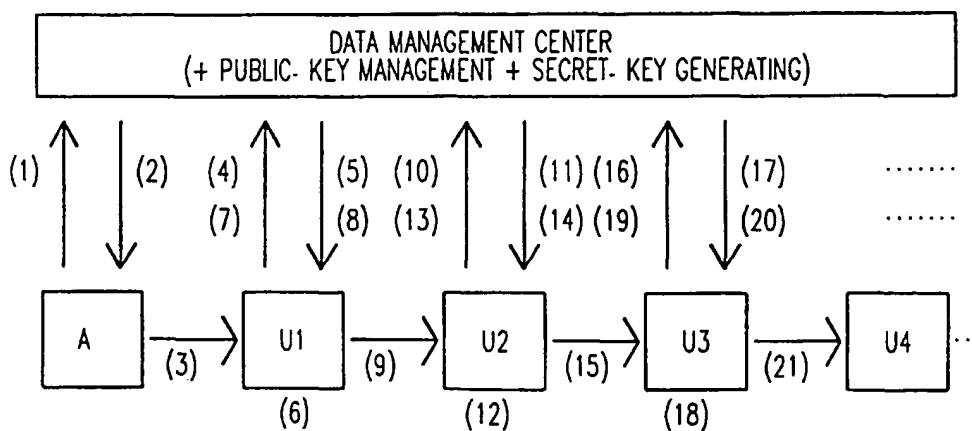 DATA MANAGEMENT CENTER
(+ PUBLIC- KEY MANAGEMENT + SECRET- KEY GENERATING)
(1) (2) (4) (5) (10) (11) (16) (17) .......
(7) (8) (13) (14) (19) (20) .......
A U1 U2 U3 U4 ..
(3) (9) (15) (21)
(6) (12) (18)